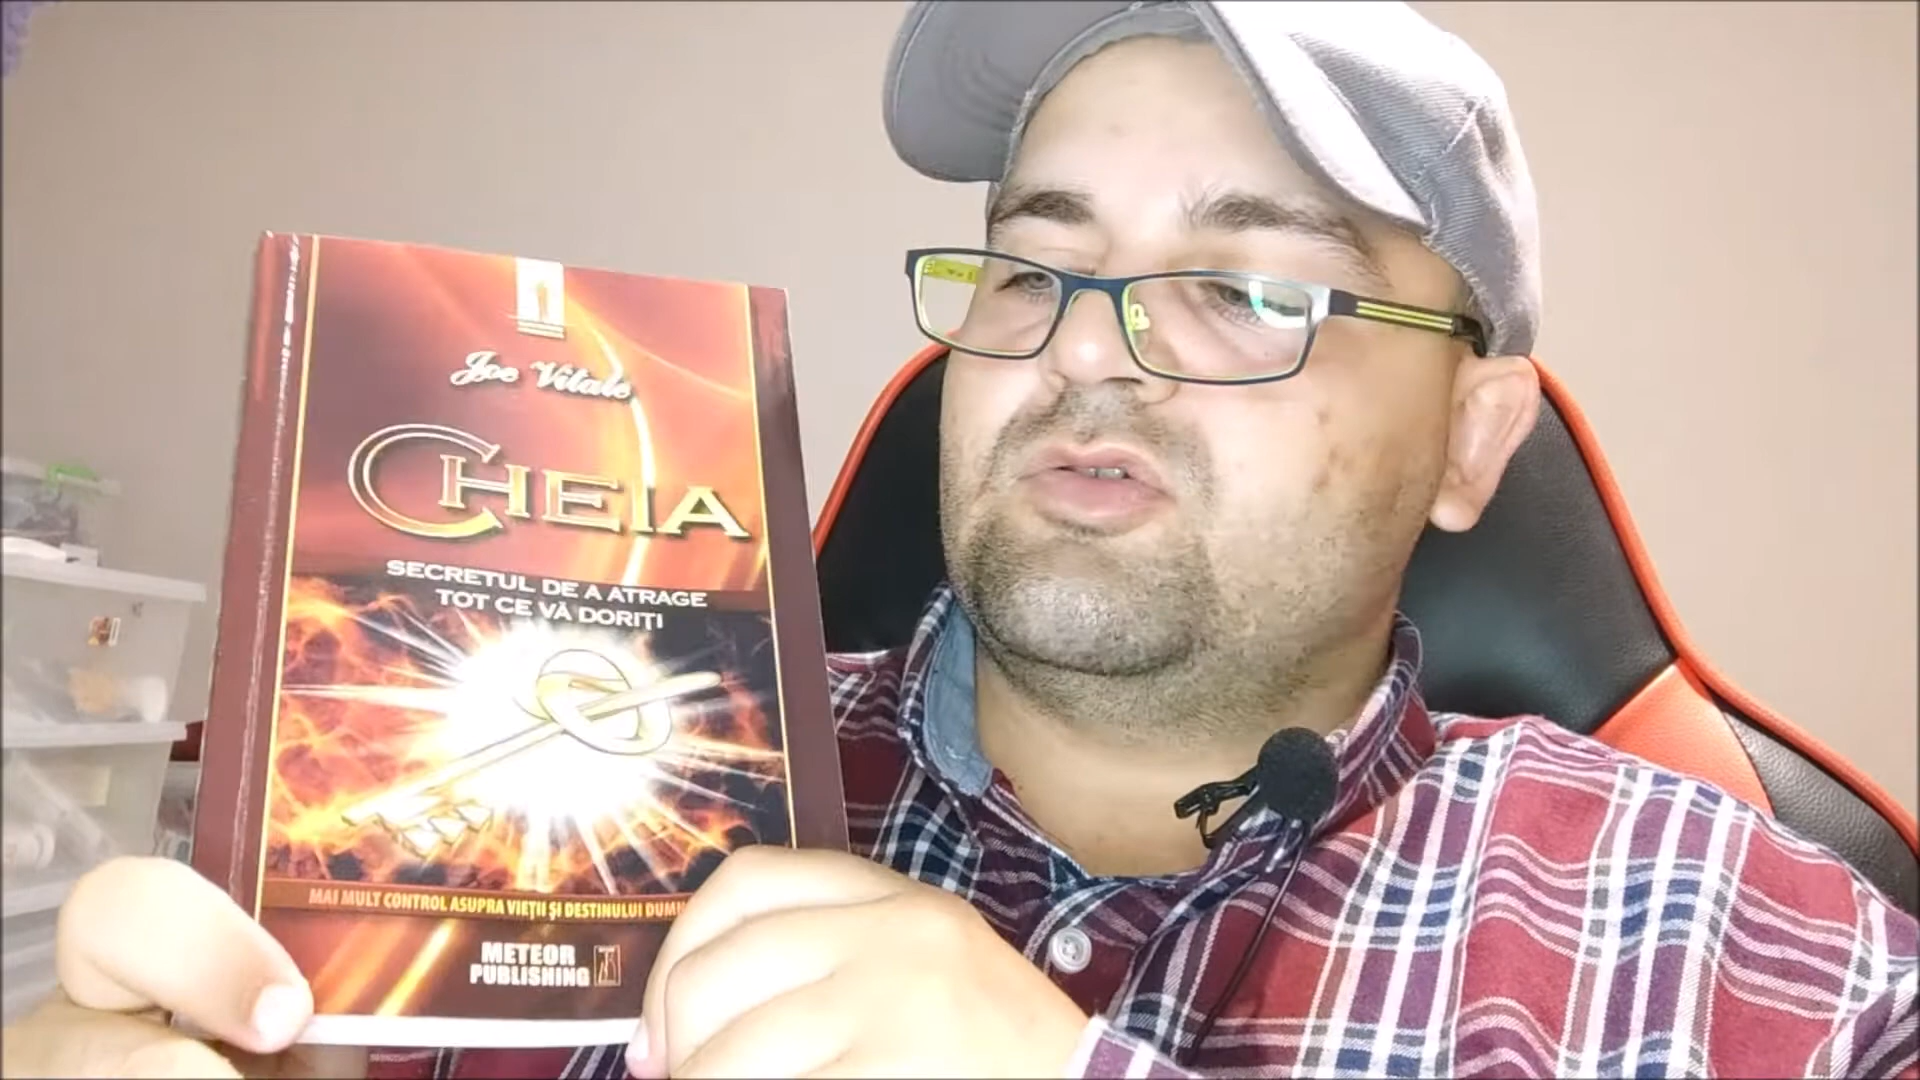 Joe Vitale
CHEIA
SECRETUL DE A ATRAGE
TOT CE VĂ DORIȚI
MAI MULT CONTROL ASUPRA VIEȚII ȘI DESTINULUI
METEOR
PUBLISHING